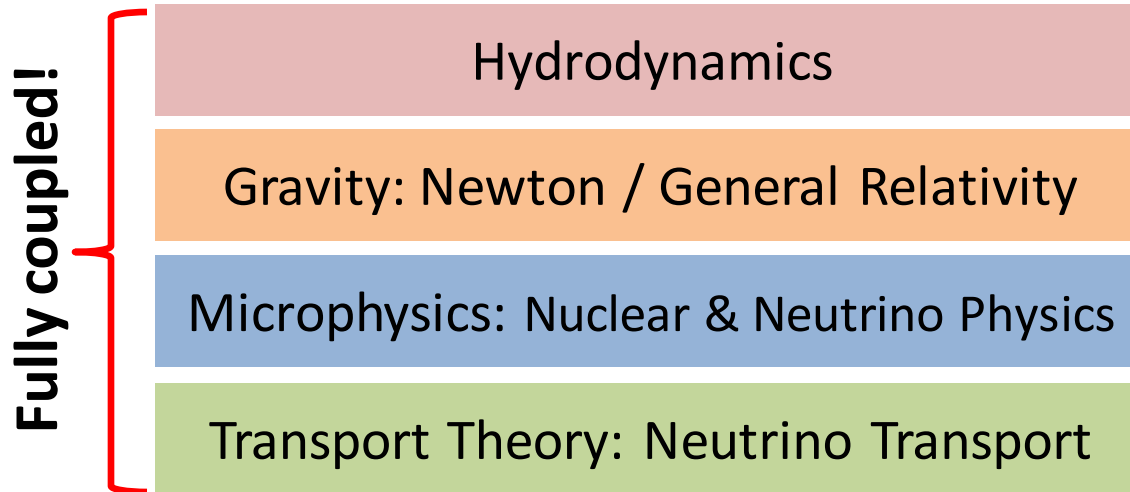 Fully coupled!
Hydrodynamics
Gravity: Newton / General Relativity
Microphysics: Nuclear & Neutrino Physics
Transport Theory: Neutrino Transport